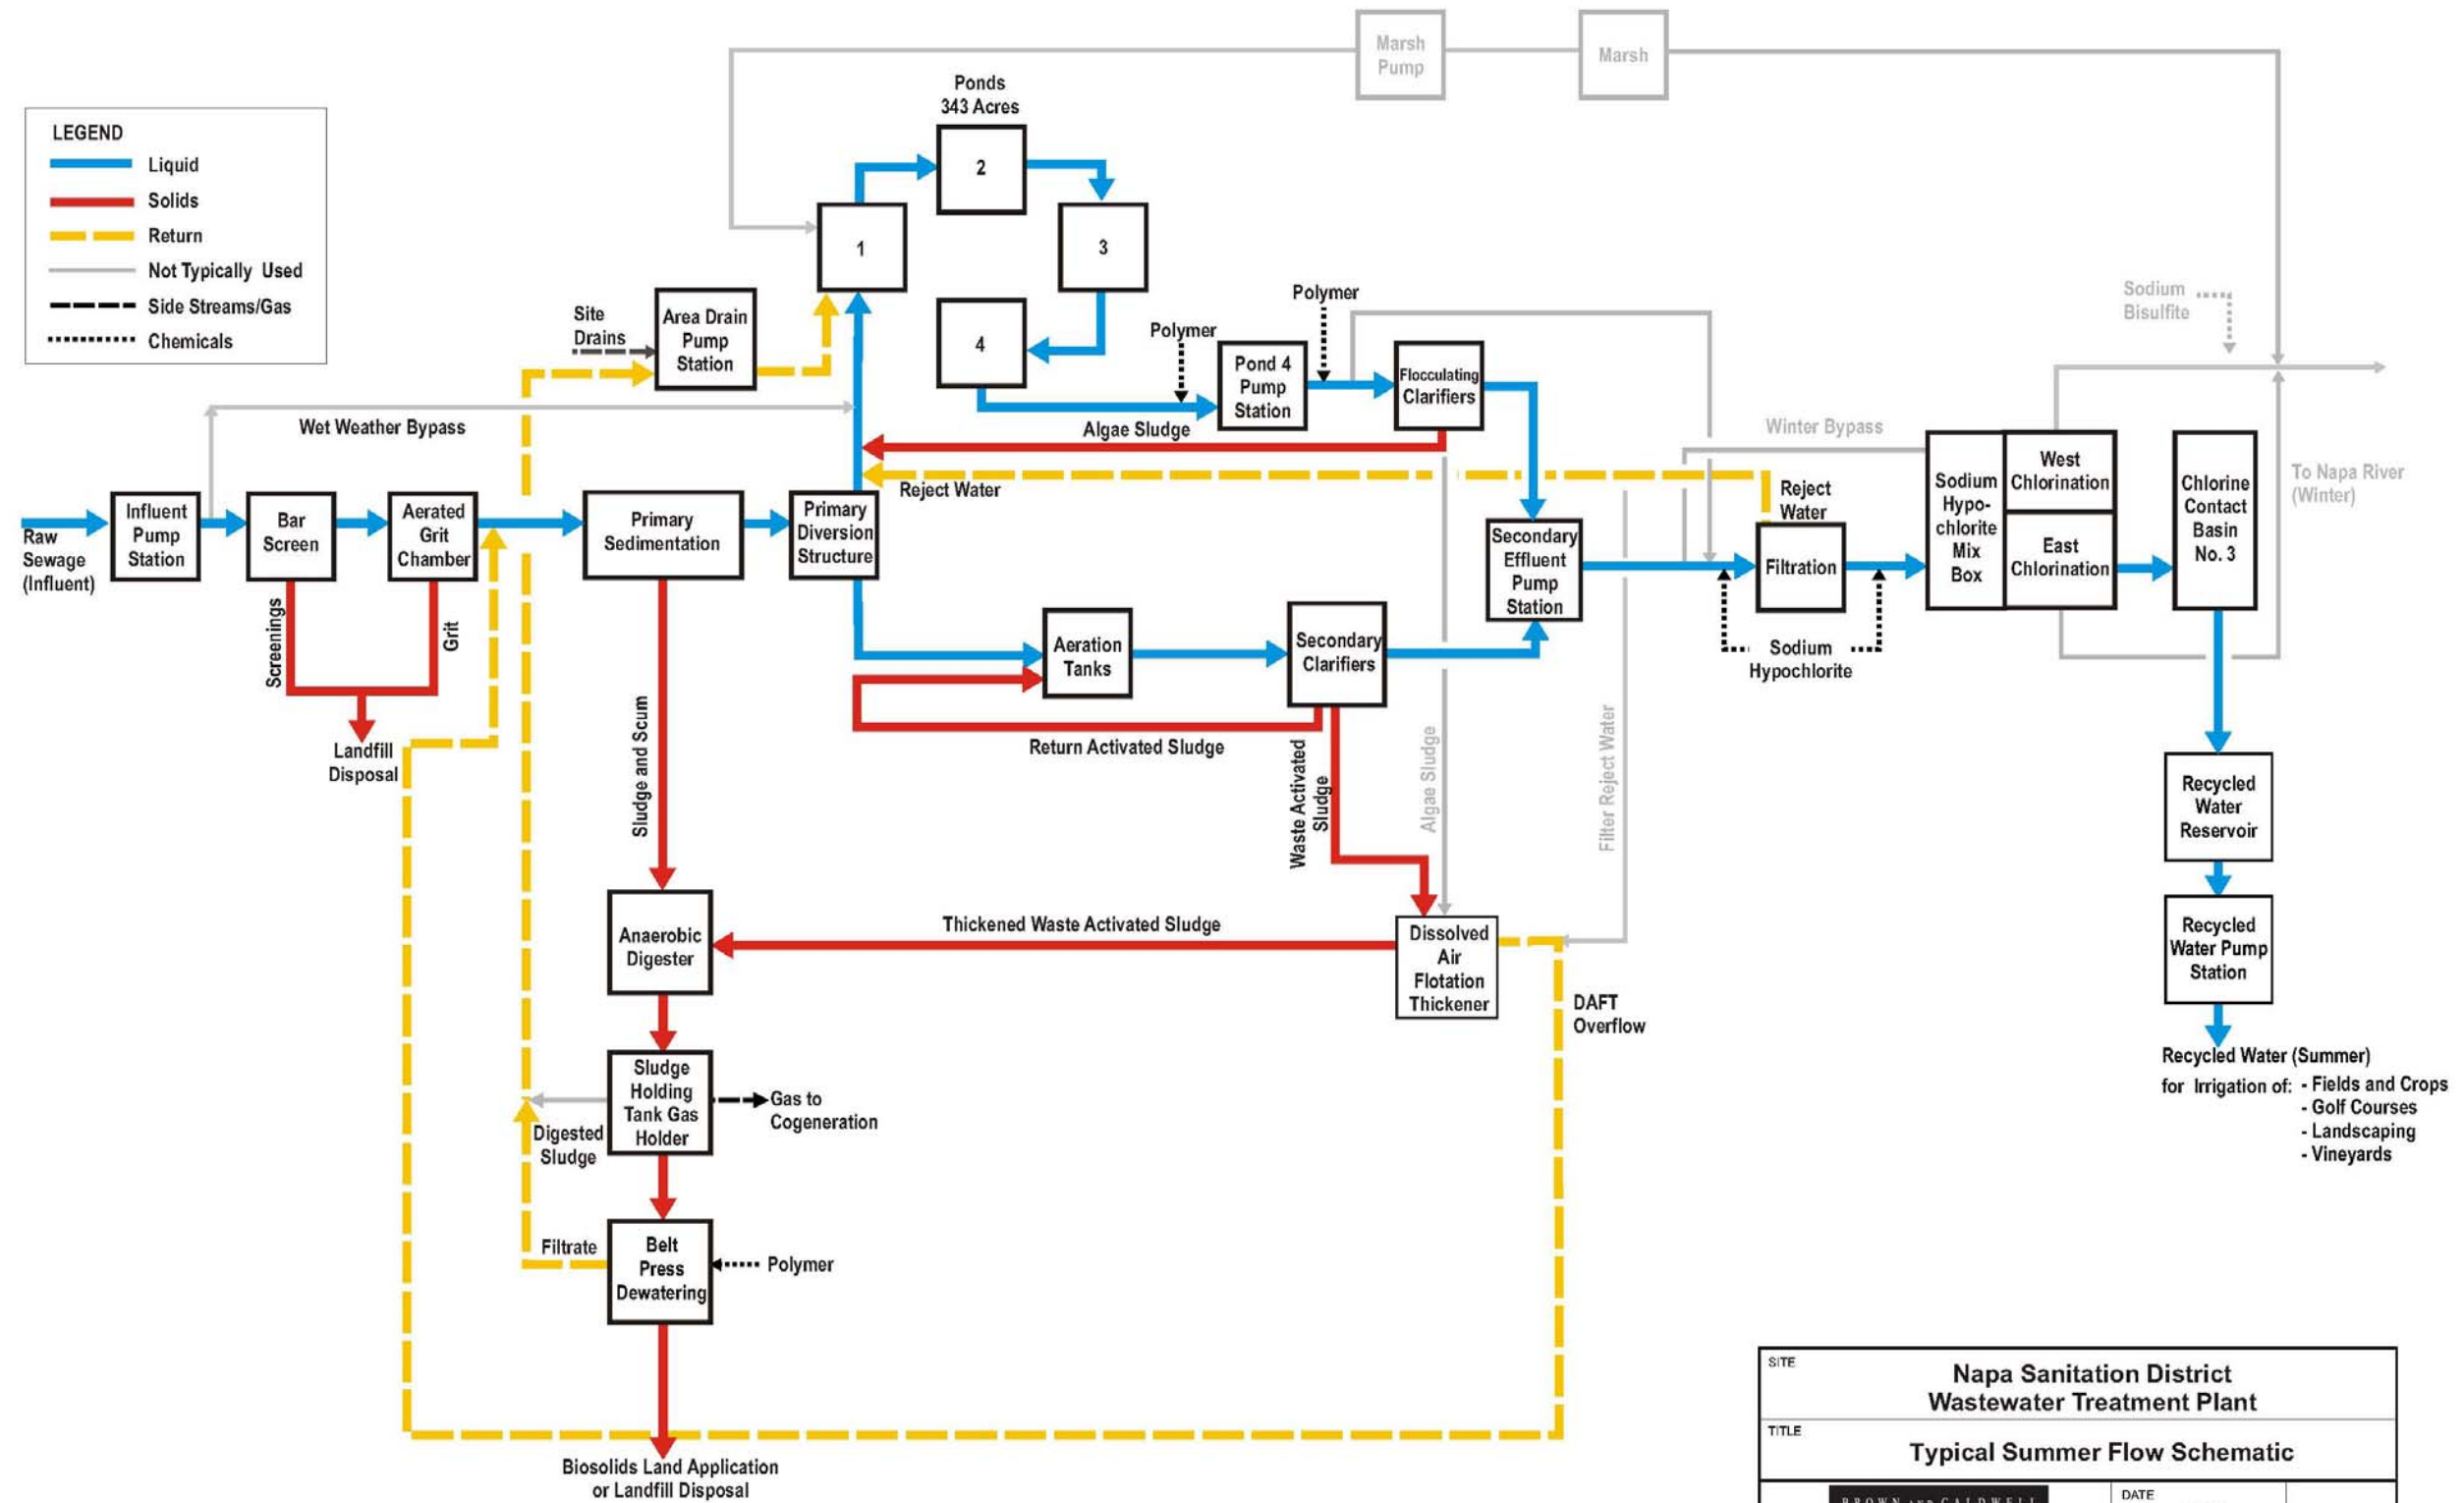 Marsh
Pump
Marsh
Ponds
343 Acres
LEGEND
Liquid
Solids
Return
Not Typically Used
Side Streams/Gas
Chemicals
2
1
3
4
Site
Drains
Area Drain
Pump
Station
Polymer
Polymer
Pond 4
Pump
Station
Flocculating
Clarifiers
Sodium
Bisulfite
Wet Weather Bypass
Algae Sludge
Winter Bypass
Reject Water
Reject
Water
To Napa River
(Winter)
Raw
Sewage
(Influent)
Influent
Pump
Station
Bar
Screen
Aerated
Grit
Chamber
Primary
Sedimentation
Primary
Diversion
Structure
Secondary
Effluent
Pump
Station
Filtration
Sodium
Hypo-
chlorite
Mix
Box
West
Chlorination
East
Chlorination
Chlorine
Contact
Basin
No. 3
Screenings
Grit
Landfill
Disposal
Aeration
Tanks
Secondary
Clarifiers
Sodium
Hypochlorite
Return Activated Sludge
Sludge and Scum
Waste Activated
Sludge
Algae Sludge
Filter Reject Water
Recycled
Water
Reservoir
Anaerobic
Digester
Thickened Waste Activated Sludge
Dissolved
Air
Flotation
Thickener
DAFT
Overflow
Recycled
Water Pump
Station
Sludge
Holding
Tank Gas
Holder
Gas to
Cogeneration
Digested
Sludge
Recycled Water (Summer)
for Irrigation of: - Fields and Crops
- Golf Courses
- Landscaping
- Vineyards
Filtrate
Belt
Press
Dewatering
Polymer
Biosolids Land Application
or Landfill Disposal
SITE
Napa Sanitation District
Wastewater Treatment Plant
TITLE
Typical Summer Flow Schematic
BROWN AND CALDWELL
DATE